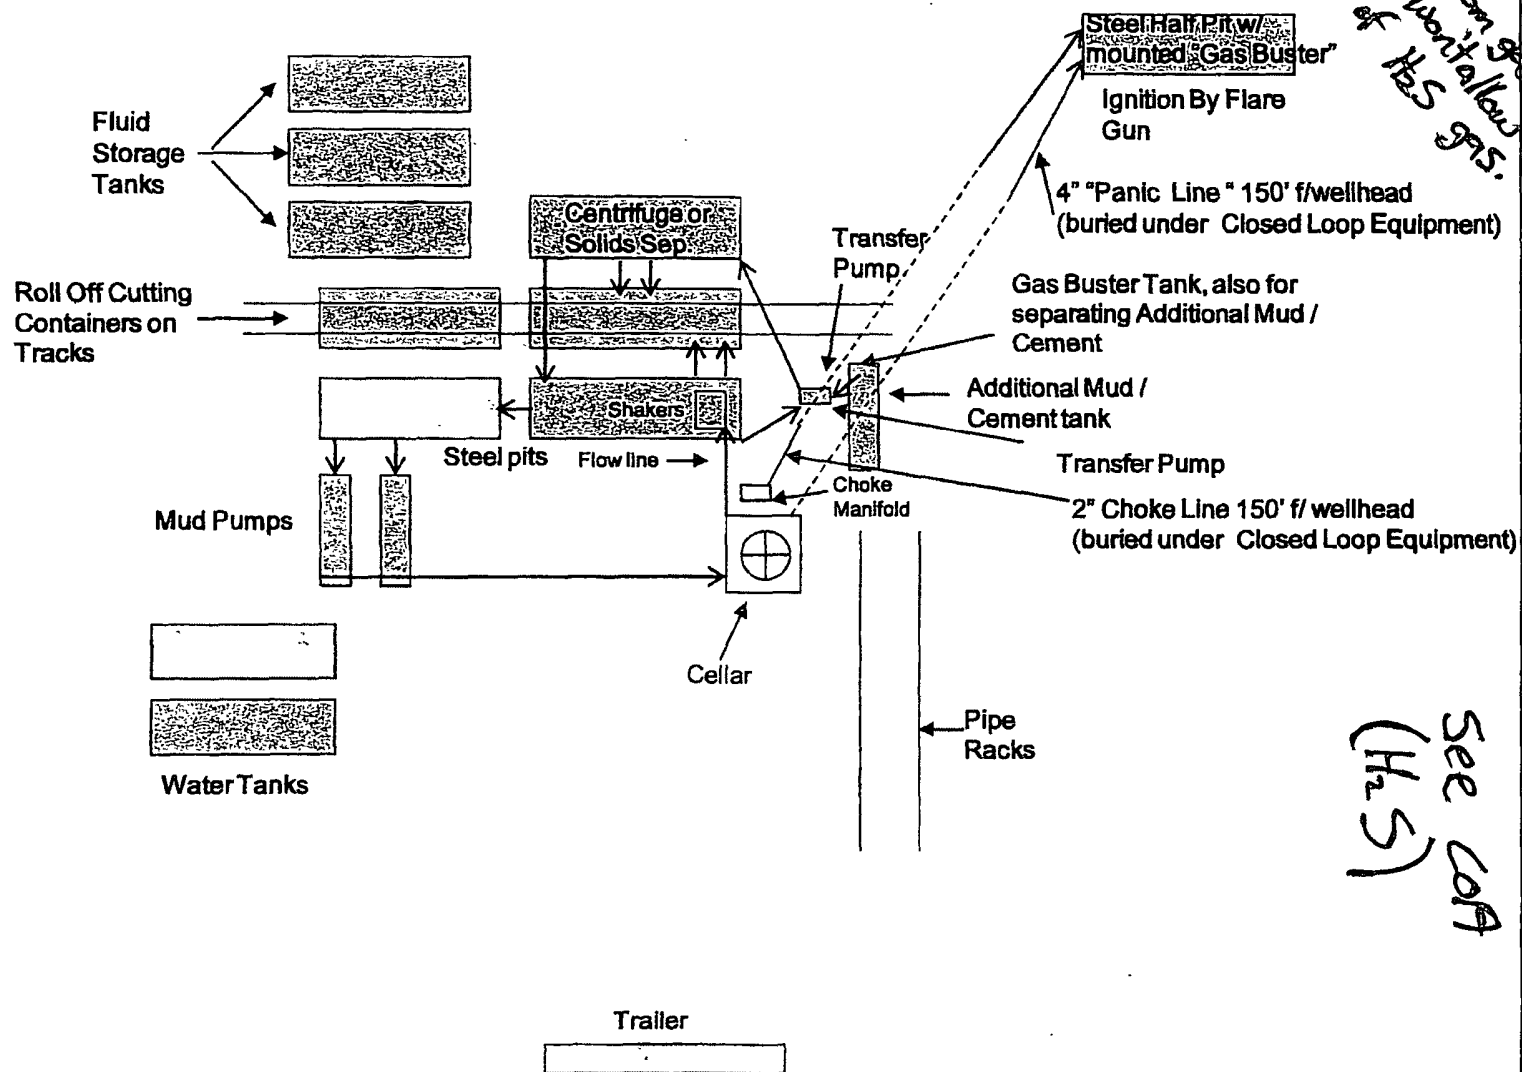 Steel Half Pit w/
mounted "Gas Buster"
Ignition By Flare
Gun
won't allow
of H2S gas.
Fluid
Storage
Tanks
4" "Panic Line " 150' f/wellhead
(buried under Closed Loop Equipment)
Centrifuge or
Solids Sep
Transfer
Pump
Roll Off Cutting
Containers on
Tracks
Gas Buster Tank, also for
separating Additional Mud /
Cement
Additional Mud /
Cement tank
Shakers
Steel pits
Flow line
Transfer Pump
Choke
Manifold
2" Choke Line 150' f/ wellhead
(buried under Closed Loop Equipment)
Mud Pumps
Cellar
Pipe
Racks
Water Tanks
See COA
(H2S)
Trailer